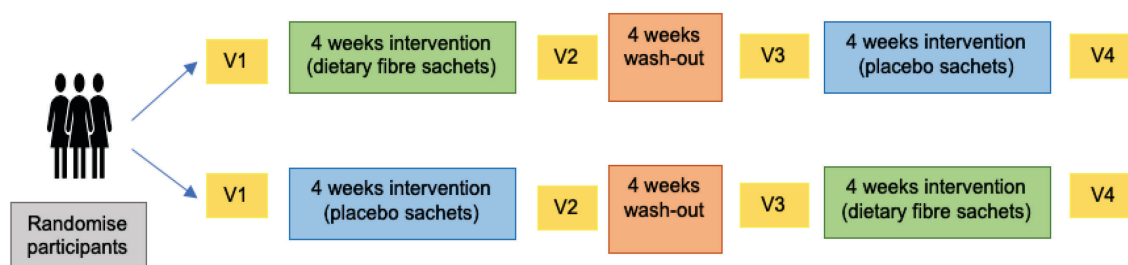 V1
4 weeks intervention
(dietary fibre sachets)
V2
4 weeks
wash-out
V3
4 weeks intervention
(placebo sachets)
V4
Randomise
participants
V1
4 weeks intervention
(placebo sachets)
V2
4 weeks
wash-out
V3
4 weeks intervention
(dietary fibre sachets)
V4